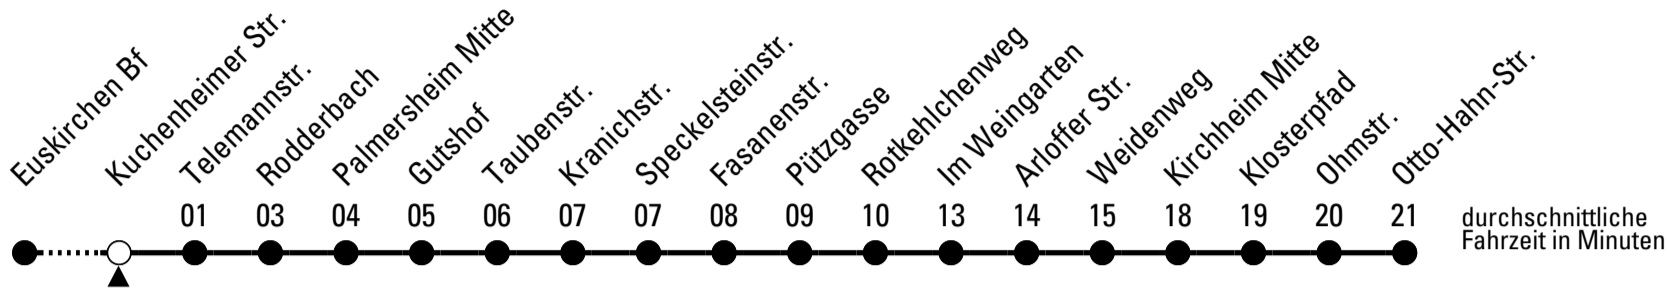 Euskirchen Bf
Kuchenheimer Str.
Telemannstr.
Rodderbach
Palmersheim Mitte
Gutshof
Taubenstr.
Kranichstr.
Speckelsteinstr.
Fasanenstr.
Pützgasse
Rotkehlchenweg
Im Weingarten
Arloffer Str.
Weidenweg
Kirchheim Mitte
Klosterpfad
Ohmstr.
Otto-Hahn-Str.
01 03 04 05 06 07 07 08 09 10 13 14 15 18 19 20 21
durchschnittliche
Fahrzeit in Minuten